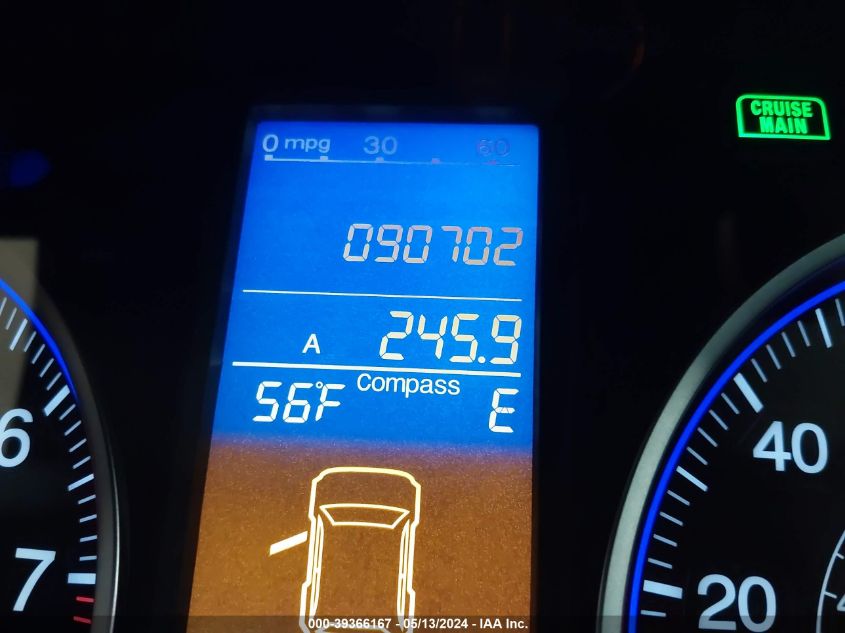 0 mpg 30 60
CRUISE
MAIN
090702
A 245.9
Compass
56°F E
6
7
40
20
000-39366167 - 05/13/2024 - IAA Inc.